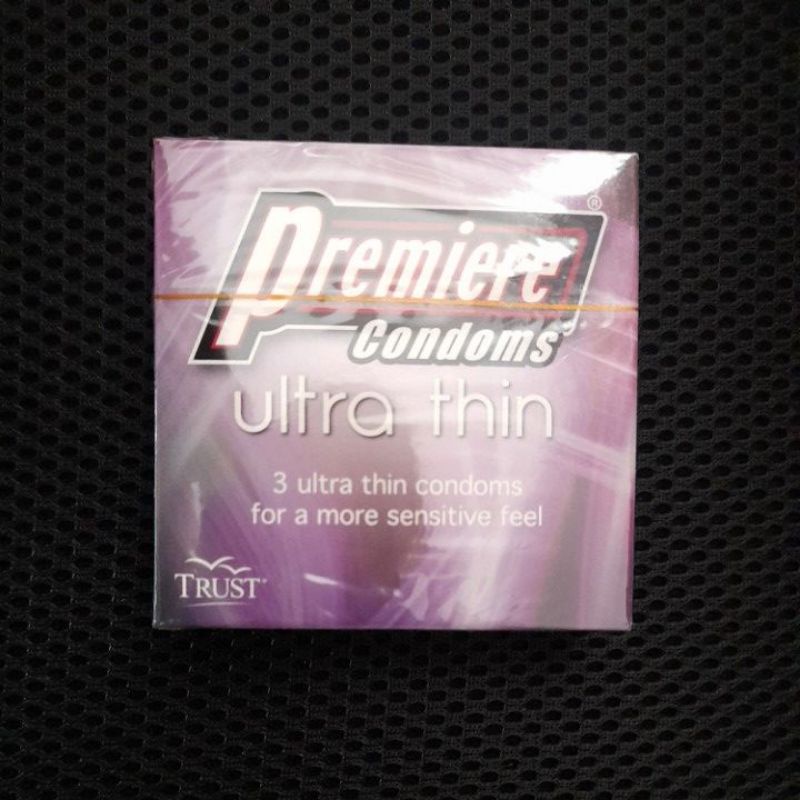 Premiere®
Condoms
ultra thin
3 ultra thin condoms
for a more sensitive feel
TRUST